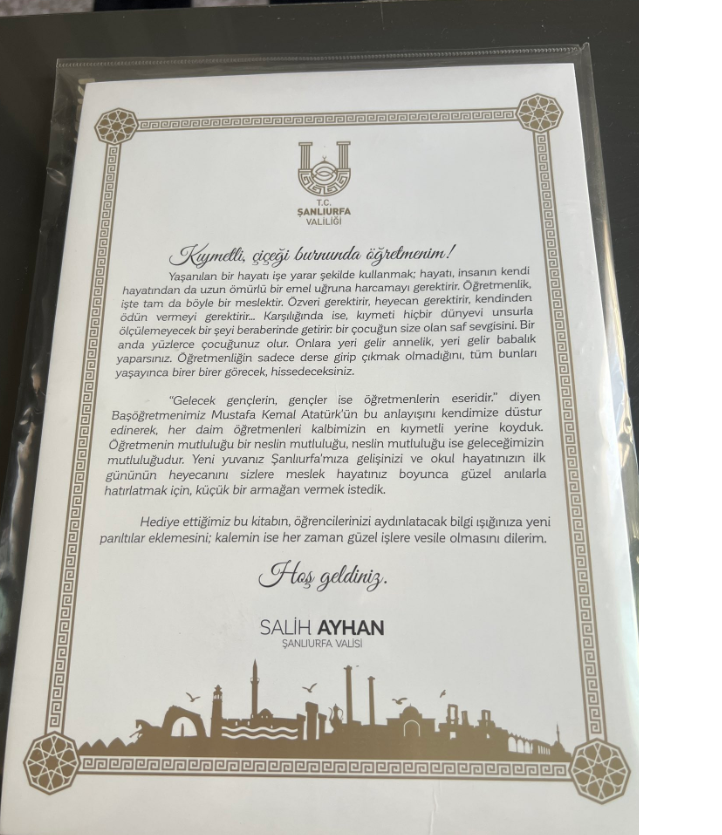 T.C.
ŞANLIURFA
VALİLİĞİ
Kıymetli, çiçeği burnunda öğretmenim!
Yaşanılan bir hayatı işe yarar şekilde kullanmak; hayatı, insanın kendi
hayatından da uzun ömürlü bir emel uğruna harcamayı gerektirir. Öğretmenlik,
işte tam da böyle bir meslektir. Özveri gerektirir, heyecan gerektirir, kendinden
ödün vermeyi gerektirir... Karşılığında ise, kıymeti hiçbir dünyevi unsurla
ölçülemeyecek bir şeyi beraberinde getirir: bir çocuğun size olan saf sevgisini. Bir
anda yüzlerce çocuğunuz olur. Onlara yeri gelir annelik, yeri gelir babalık
yaparsınız. Öğretmenliğin sadece derse girip çıkmak olmadığını, tüm bunları
yaşayınca birer birer görecek, hissedeceksiniz.
"Gelecek gençlerin, gençler ise öğretmenlerin eseridir." diyen
Başöğretmenimiz Mustafa Kemal Atatürk'ün bu anlayışını kendimize düstur
edinerek, her daim öğretmenleri kalbimizin en kıymetli yerine koyduk.
Öğretmenin mutluluğu bir neslin mutluluğu, neslin mutluluğu ise geleceğimizin
mutluluğudur. Yeni yuvanız Şanlıurfa'mıza gelişinizi ve okul hayatınızın ilk
gününün heyecanını sizlere meslek hayatınız boyunca güzel anılarla
hatırlatmak için, küçük bir armağan vermek istedik.
Hediye ettiğimiz bu kitabın, öğrencilerinizi aydınlatacak bilgi ışığınıza yeni
parıltılar eklemesini; kalemin ise her zaman güzel işlere vesile olmasını dilerim.
Hoş geldiniz.
SALİH AYHAN
ŞANLIURFA VALİSİ